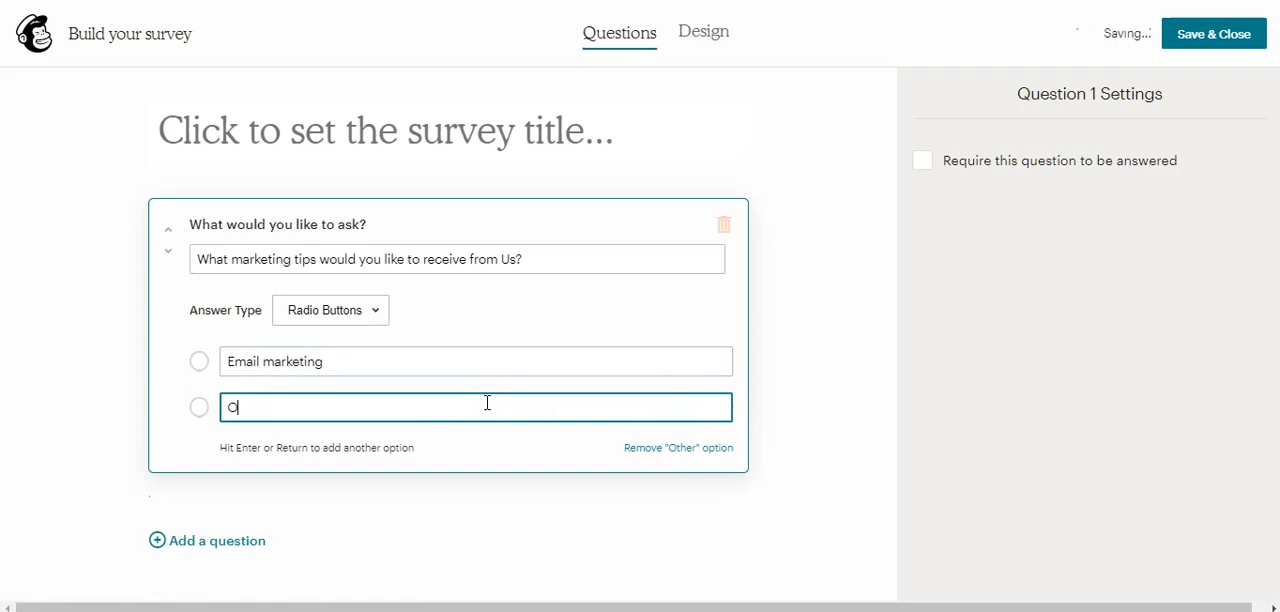 Build your survey
Questions
Design
Saving...
Save & Close
Question 1 Settings
Require this question to be answered
Click to set the survey title...
What would you like to ask?
What marketing tips would you like to receive from Us?
Answer Type
Radio Buttons
Email marketing
O
Hit Enter or Return to add another option
Remove "Other" option
Add a question